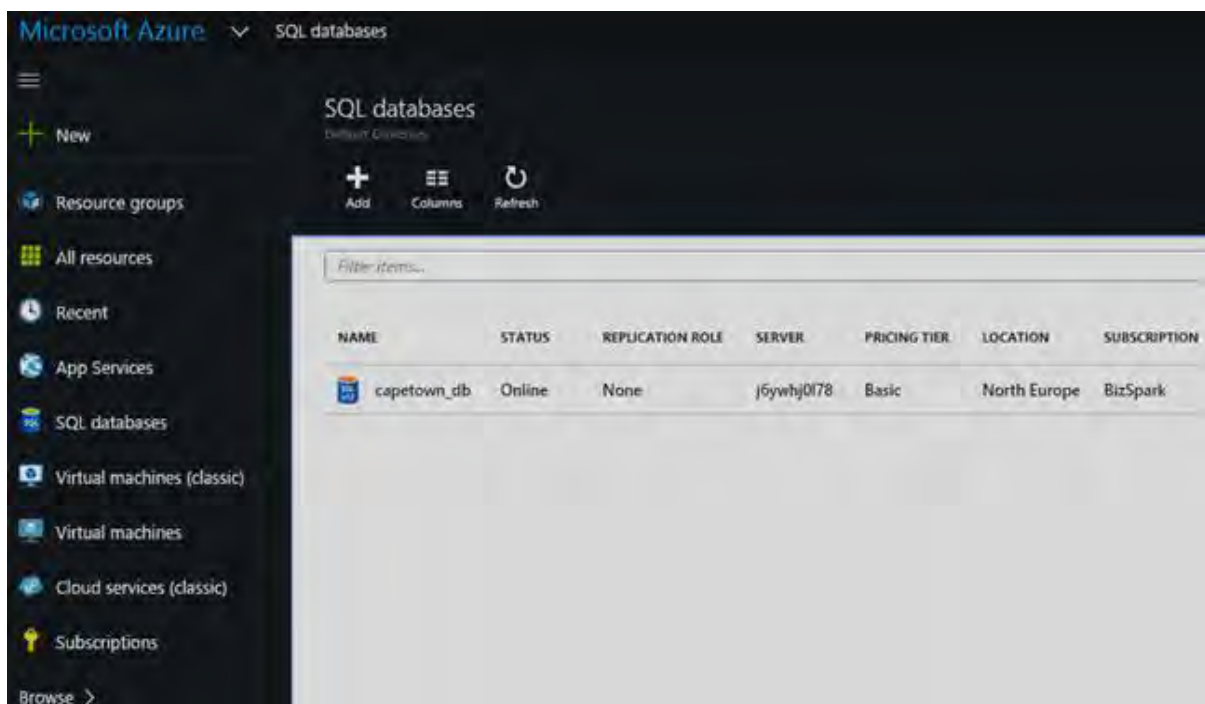 Microsoft Azure SQL databases
New
Resource groups
All resources
Recent
App Services
SQL databases
Virtual machines (classic)
Virtual machines
Cloud services (classic)
Subscriptions
Browse >
SQL databases
Default Directory
Add Columns Refresh
Filter items...
NAME STATUS REPLICATION ROLE SERVER PRICING TIER LOCATION SUBSCRIPTION
capetown_db Online None j6ywhj0l78 Basic North Europe BizSpark